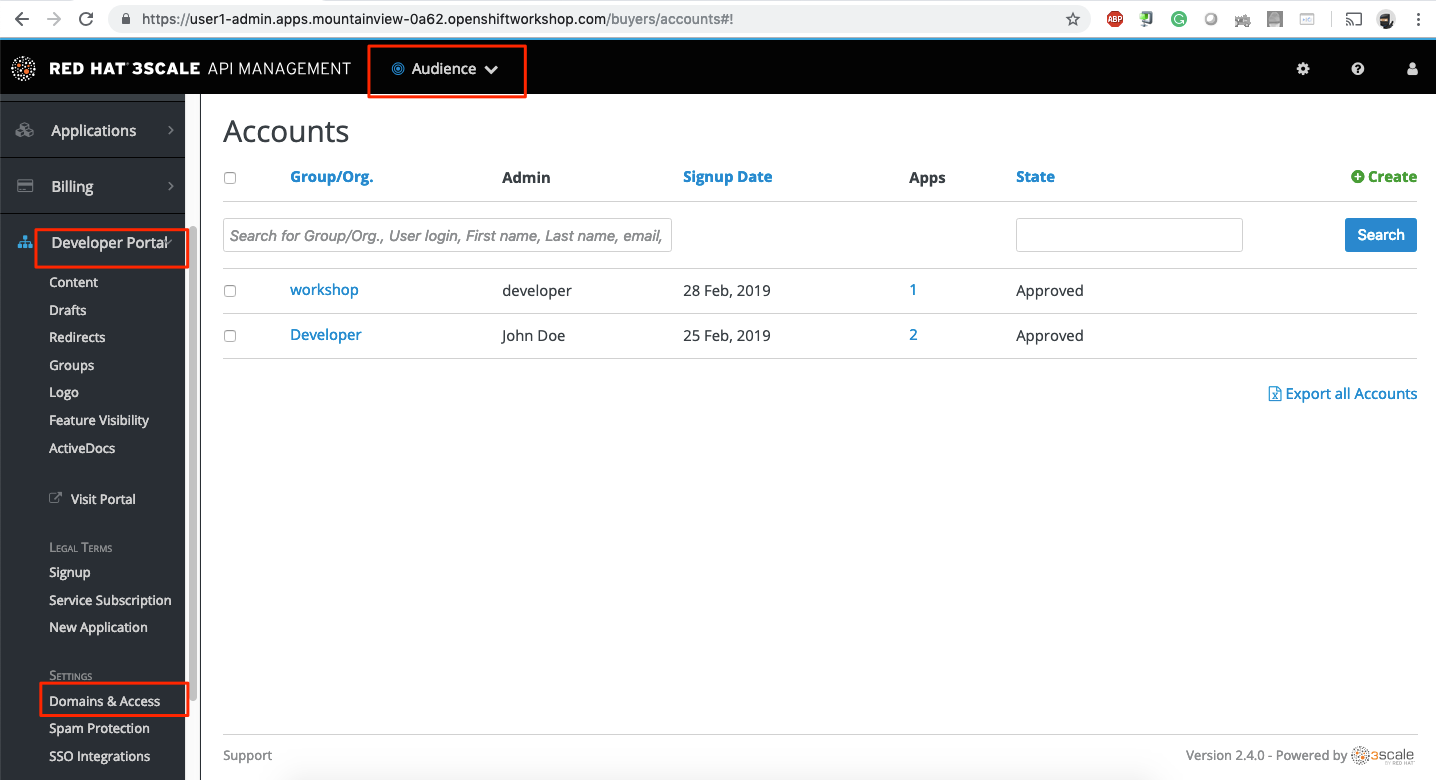 https://user1-admin.apps.mountainview-0a62.openshiftworkshop.com/buyers/accounts#!
ABP
RED HAT 3SCALE API MANAGEMENT
Audience
Applications
Billing
Developer Portal
Content
Drafts
Redirects
Groups
Logo
Feature Visibility
ActiveDocs
Visit Portal
LEGAL TERMS
Signup
Service Subscription
New Application
SETTINGS
Domains & Access
Spam Protection
SSO Integrations
Accounts
Group/Org. Admin Signup Date Apps State Create
Search for Group/Org., User login, First name, Last name, email,
Search
workshop developer 28 Feb, 2019 1 Approved
Developer John Doe 25 Feb, 2019 2 Approved
Export all Accounts
Support
Version 2.4.0 - Powered by 3scale
BY RED HAT